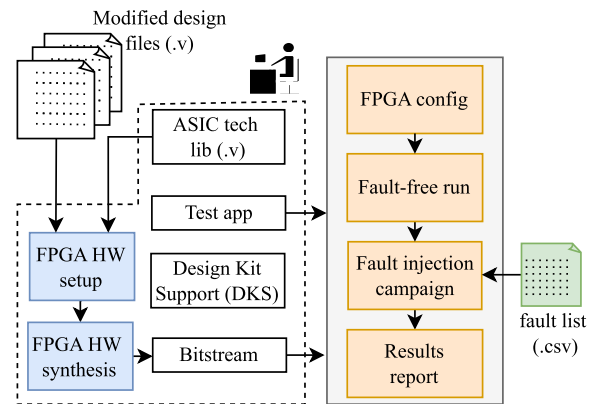 Modified design
files (.v)
ASIC tech
lib (.v)
Test app
Design Kit
Support (DKS)
Bitstream
FPGA HW
setup
FPGA HW
synthesis
FPGA config
Fault-free run
Fault injection
campaign
Results
report
fault list
(.csv)